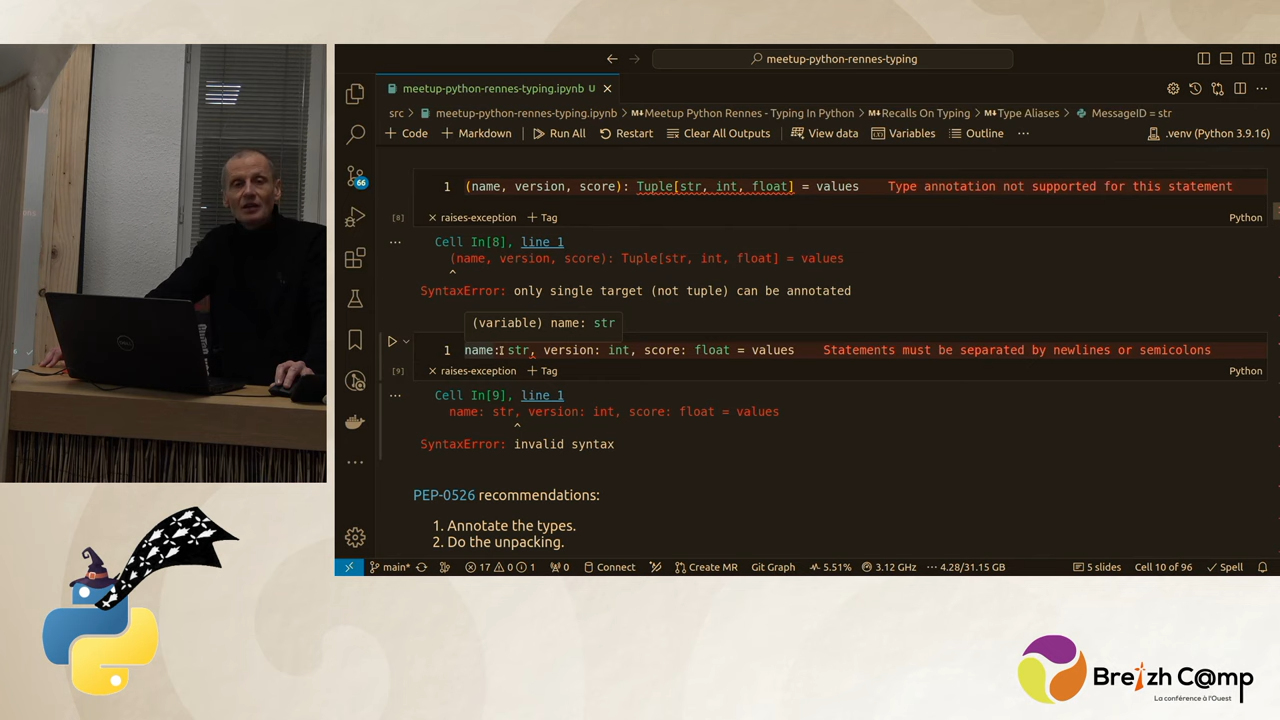 meetup-python-rennes-typing
meetup-python-rennes-typing.ipynb U
src > meetup-python-rennes-typing.ipynb > Meetup Python Rennes - Typing In Python > Recalls On Typing > Type Aliases > MessageID = str
+ Code + Markdown Run All Restart Clear All Outputs View data Variables Outline ... .venv (Python 3.9.16)
1 (name, version, score): Tuple[str, int, float] = values Type annotation not supported for this statement
[8] × raises-exception + Tag Python
Cell In[8], line 1
(name, version, score): Tuple[str, int, float] = values
^
SyntaxError: only single target (not tuple) can be annotated
(variable) name: str
1 name: str, version: int, score: float = values Statements must be separated by newlines or semicolons
[9] × raises-exception + Tag Python
Cell In[9], line 1
name: str, version: int, score: float = values
^
SyntaxError: invalid syntax
PEP-0526 recommendations:
1. Annotate the types.
2. Do the unpacking.
66
main* 17 0 1 0 Connect Create MR Git Graph 5.51% 3.12 GHz ... 4.28/31.15 GB 5 slides Cell 10 of 96 Spell
DELL
Breizh C@mp
La conférence à l'Ouest